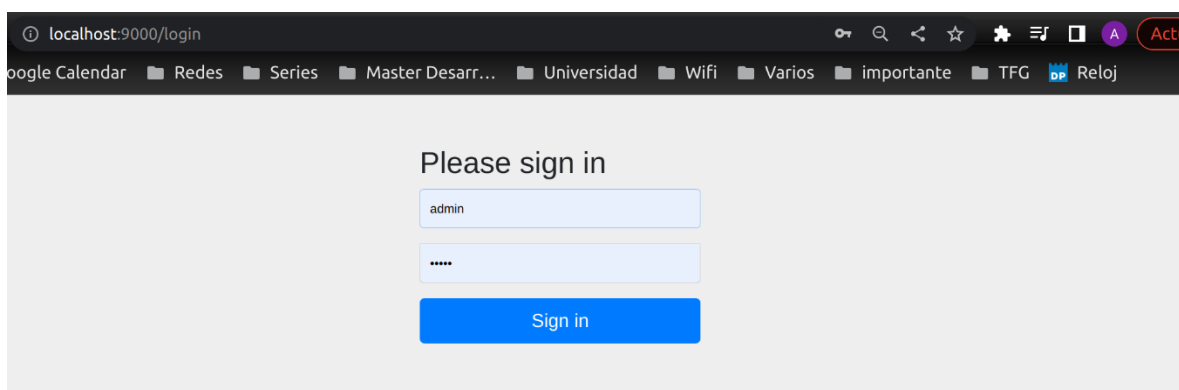 localhost:9000/login A Act
oogle Calendar Redes Series Master Desarr... Universidad Wifi Varios importante TFG DP Reloj
Please sign in
admin
•••••
Sign in